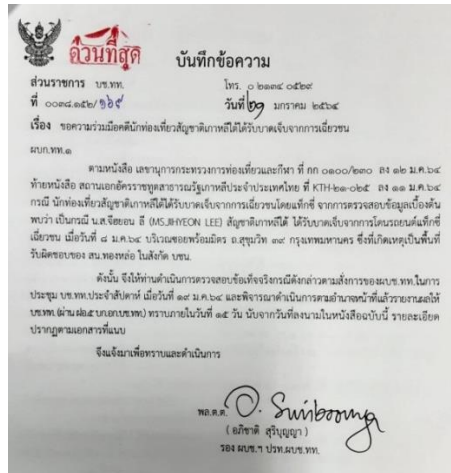 ด่วนที่สุด
บันทึกข้อความ
ส่วนราชการ บช.ทท. โทร. ๐ ๒๑๓๔ ๐๕๒๙
ที่ ๐๐๓๘.๑๕๒/๑๖๙ วันที่ ๒๑ มกราคม ๒๕๖๔
เรื่อง ขอความร่วมมือคดีนักท่องเที่ยวสัญชาติเกาหลีใต้ได้รับบาดเจ็บจากการเฉี่ยวชน
ผบก.ทท.๑
ตามหนังสือ เลขานุการกระทรวงการท่องเที่ยวและกีฬา ที่ กก ๐๑๐๐/๒๓๐ ลง ๑๒ ม.ค.๖๔
ท้ายหนังสือ สถานเอกอัครราชทูตสาธารณรัฐเกาหลีประจำประเทศไทย ที่ KTH-๒๑-๐๒๕ ลง ๑๑ ม.ค.๖๔
กรณี นักท่องเที่ยวสัญชาติเกาหลีใต้ได้รับบาดเจ็บจากการเฉี่ยวชนโดยแท็กซี่ จากการตรวจสอบข้อมูลเบื้องต้น
พบว่า เป็นกรณี น.ส.จียอน ลี (MS.JIHYEON LEE) สัญชาติเกาหลีใต้ ได้รับบาดเจ็บจากการโดนรถยนต์แท็กซี่
เฉี่ยวชน เมื่อวันที่ ๘ ม.ค.๖๔ บริเวณซอยพร้อมมิตร ถ.สุขุมวิท ๓๙ กรุงเทพมหานคร ซึ่งที่เกิดเหตุเป็นพื้นที่
รับผิดชอบของ สน.ทองหล่อ ในสังกัด บชน.
ดังนั้น จึงให้ท่านดำเนินการตรวจสอบข้อเท็จจริงกรณีดังกล่าวตามสั่งการของผบช.ทท.ในการ
ประชุม บช.ทท.ประจำสัปดาห์ เมื่อวันที่ ๑๙ ม.ค.๖๔ และพิจารณาดำเนินการตามอำนาจหน้าที่แล้วรายงานผลให้
บช.ทท. (ผ่าน ฝอ.๕ บก.อก.บช.ทท.) ทราบภายในวันที่ ๑๕ วัน นับจากวันที่ลงนามในหนังสือฉบับนี้ รายละเอียด
ปรากฏตามเอกสารที่แนบ
จึงแจ้งมาเพื่อทราบและดำเนินการ
พล.ต.ต.
( อภิชาติ สุริบุญญา )
รอง ผบช.ฯ ปรท.ผบช.ทท.